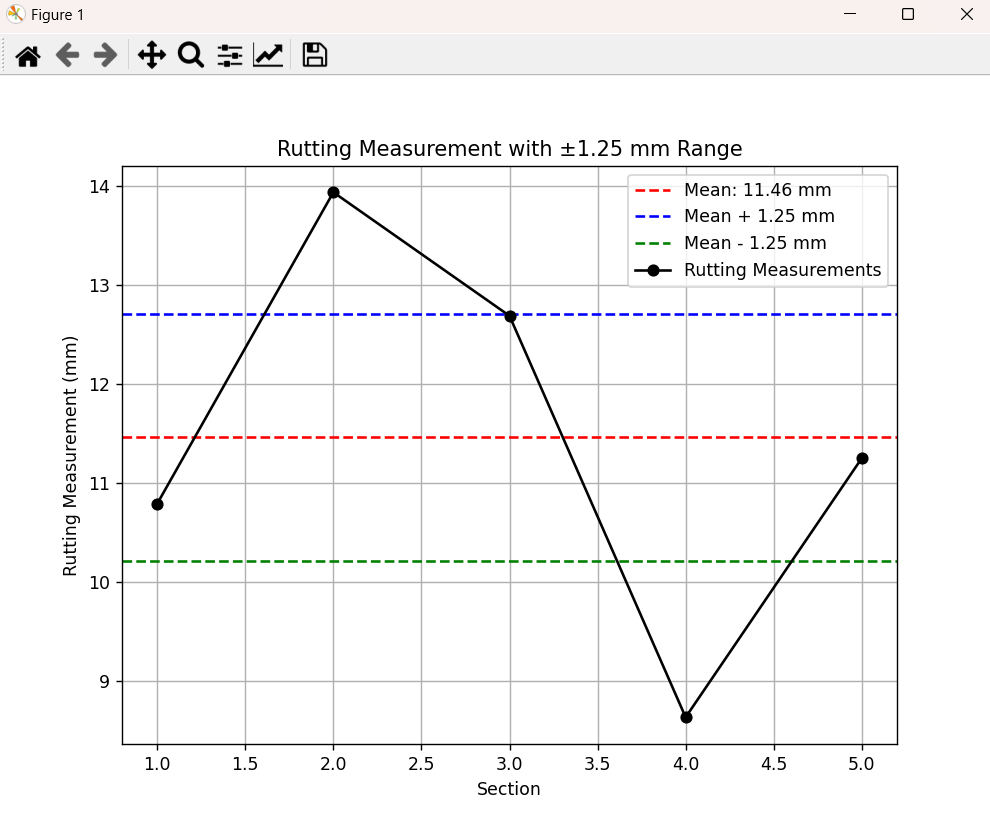 Figure 1
Rutting Measurement with ±1.25 mm Range
Mean: 11.46 mm
Mean + 1.25 mm
Mean - 1.25 mm
Rutting Measurements
Rutting Measurement (mm)
14
13
12
11
10
9
1.0 1.5 2.0 2.5 3.0 3.5 4.0 4.5 5.0
Section